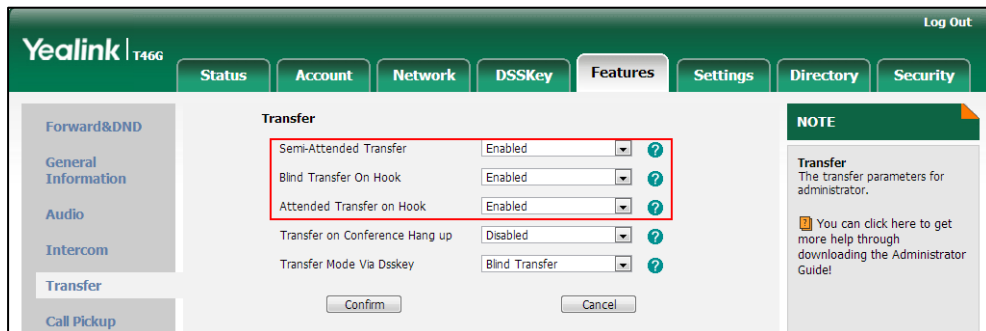 Log Out
Yealink | T46G
Status Account Network DSSKey Features Settings Directory Security
Forward&DND
General
Information
Audio
Intercom
Transfer
Call Pickup
Transfer
Semi-Attended Transfer Enabled
Blind Transfer On Hook Enabled
Attended Transfer on Hook Enabled
Transfer on Conference Hang up Disabled
Transfer Mode Via Dsskey Blind Transfer
Confirm Cancel
NOTE
Transfer
The transfer parameters for
administrator.
You can click here to get
more help through
downloading the Administrator
Guide!